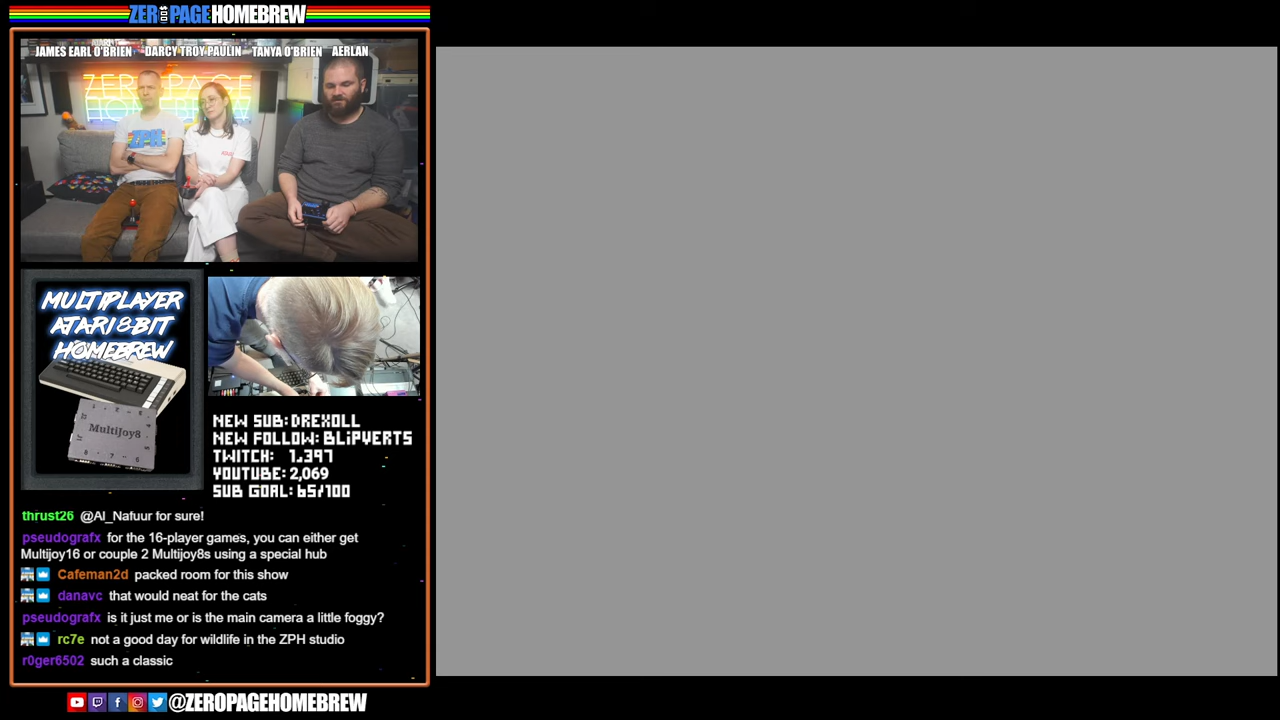 ZER$00PAGEHOMEBREW
JAMES EARL O'BRIEN DARCY TROY PAULIN TANYA O'BRIEN AERLAN
ZERO PAGE
HOMEBREW
ZPH
MULTIPLAYER
ATARI 8 BIT
HOMEBREW
MultiJoy8
NEW SUB: DREXOLL
NEW FOLLOW: BLIPVERTS
TWITCH: 1,397
YOUTUBE: 2,069
SUB GOAL: 65/100
thrust26 @Al_Nafuur for sure!
pseudografx for the 16-player games, you can either get
Multijoy16 or couple 2 Multijoy8s using a special hub
Cafeman2d packed room for this show
danavc that would neat for the cats
pseudografx is it just me or is the main camera a little foggy?
rc7e not a good day for wildlife in the ZPH studio
r0ger6502 such a classic
@ZEROPAGEHOMEBREW